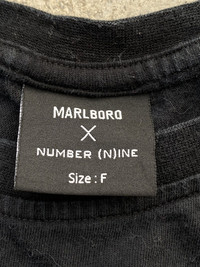 MARLBORO
X
NUMBER (N)INE
Size : F